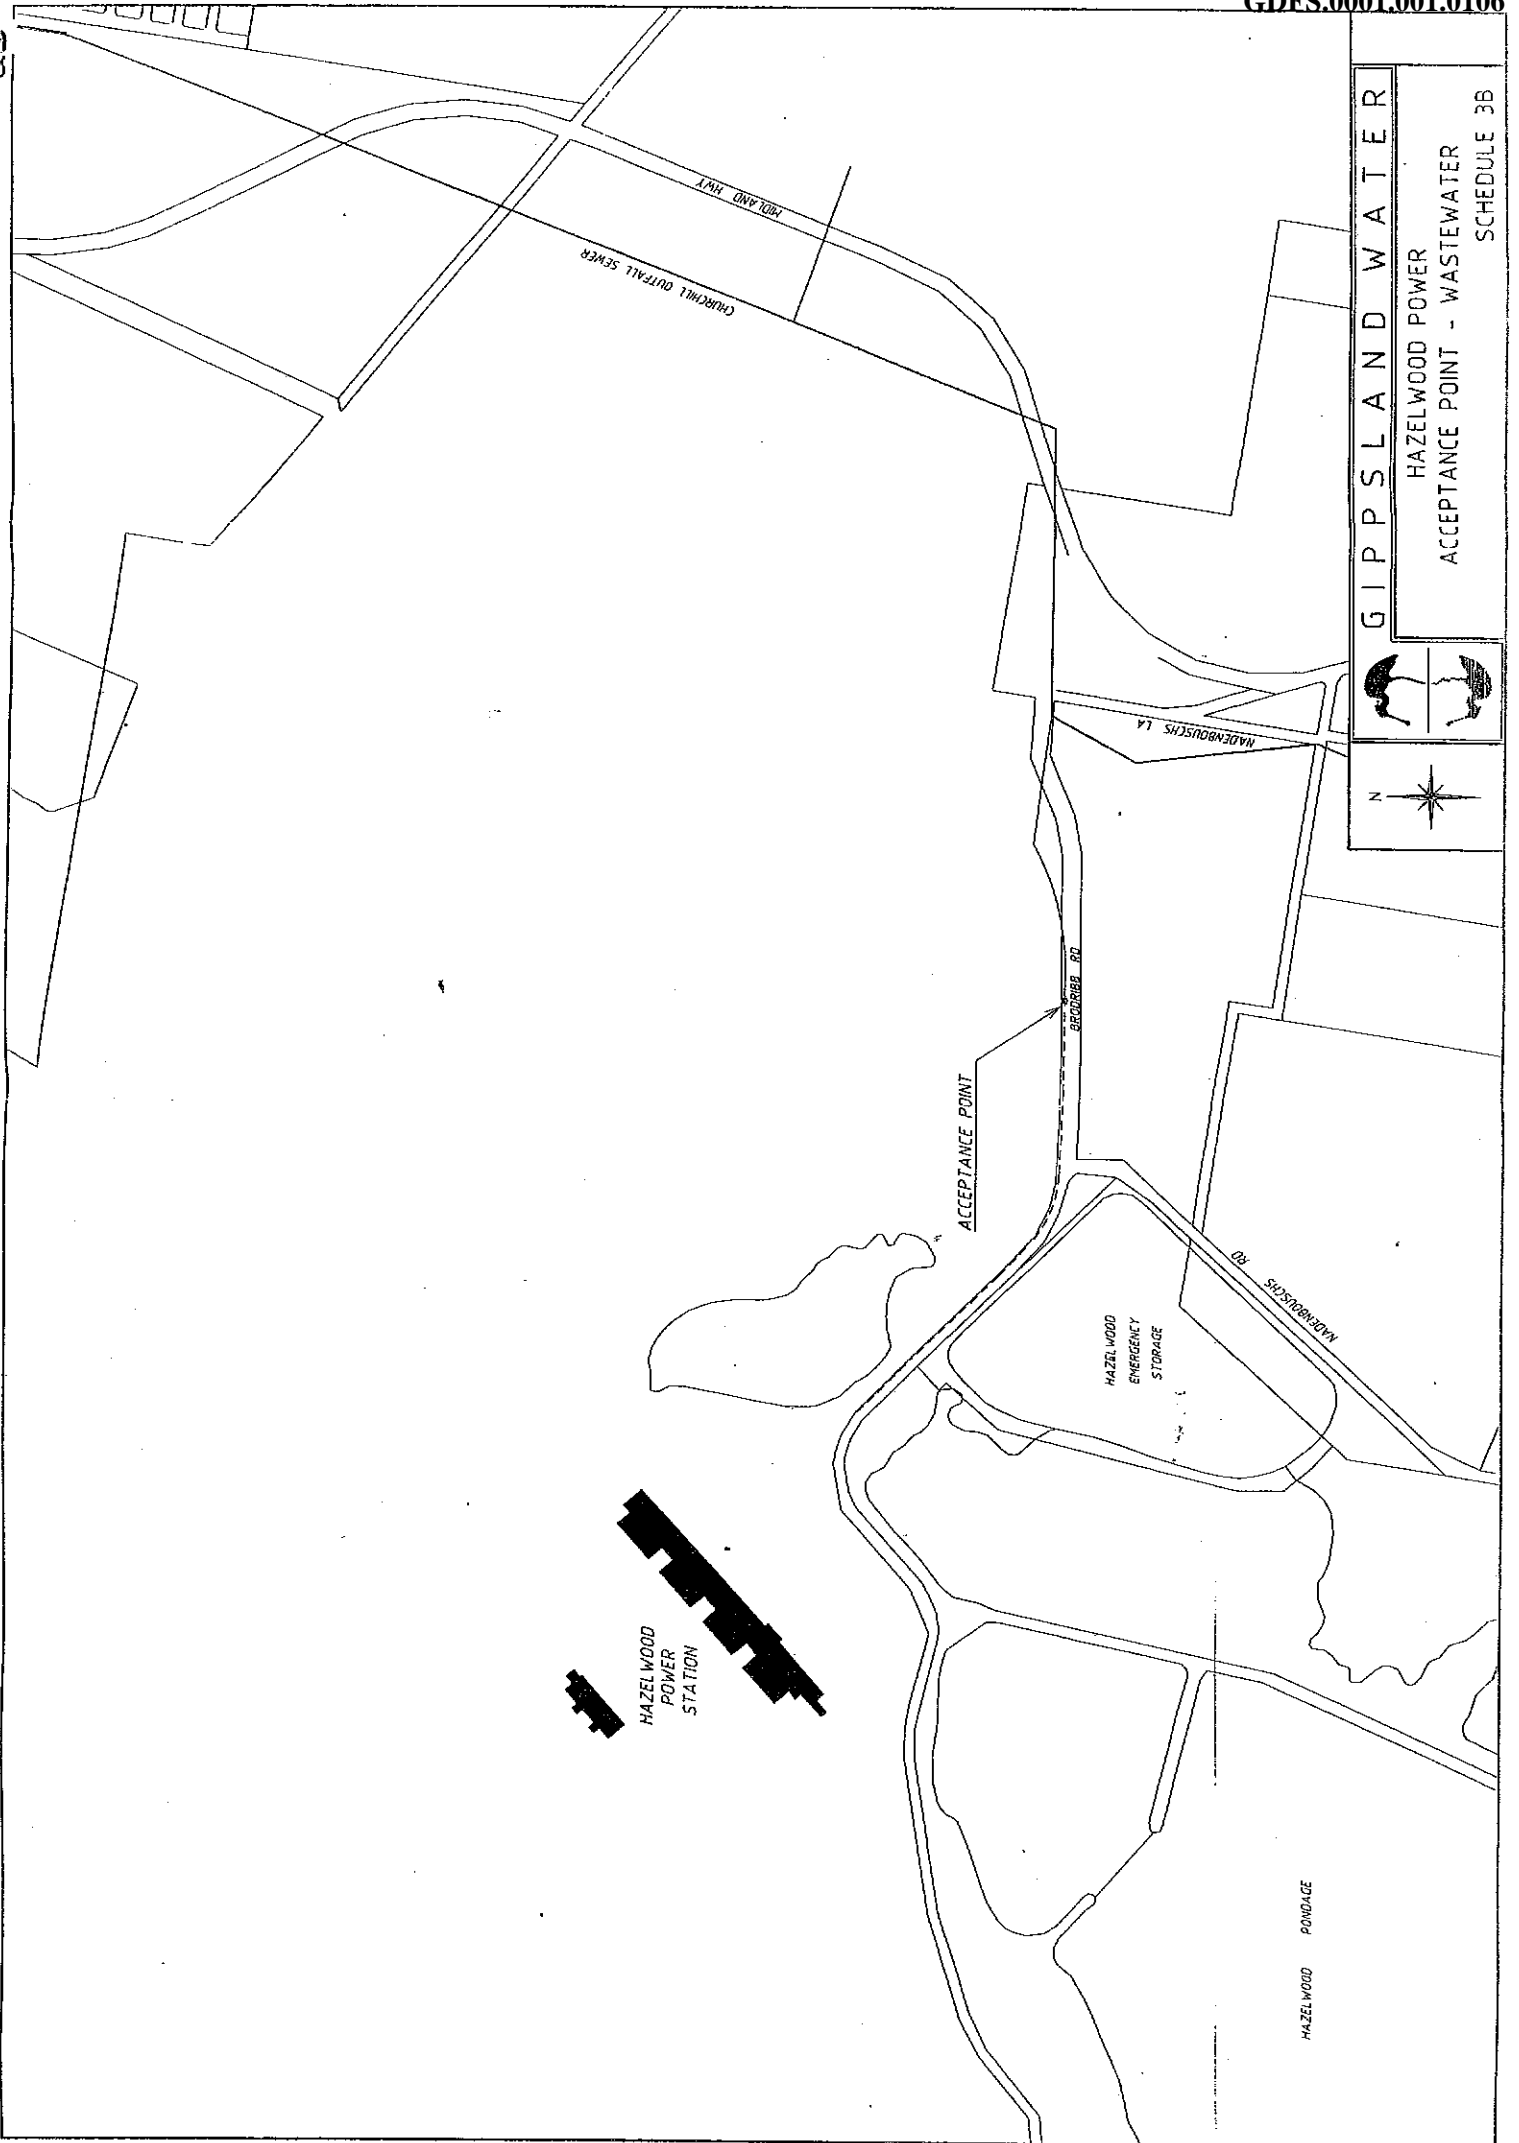 GDFS.0001.001.0106
MIDLAND HWY
CHURCHILL OUTFALL SEWER
NADENBOUSCHS LA
BRODRIBB RD
ACCEPTANCE POINT
NADENBOUSCHS RD
HAZELWOOD
EMERGENCY
STORAGE
HAZELWOOD
POWER
STATION
HAZELWOOD PONDAGE
N
GIPPSLAND WATER
HAZELWOOD POWER
ACCEPTANCE POINT - WASTEWATER
SCHEDULE 3B